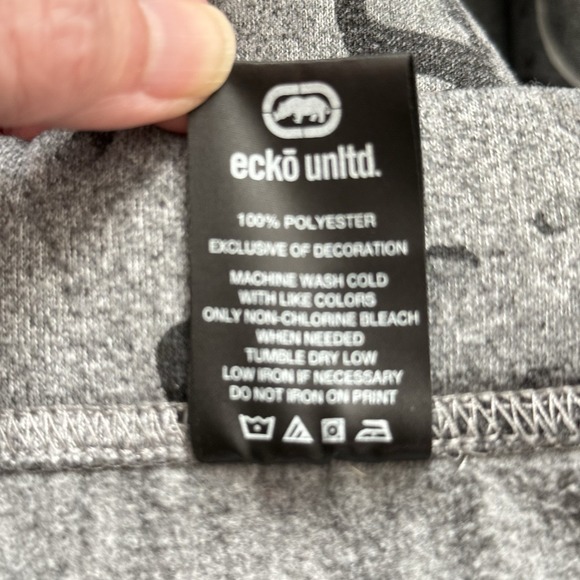 eckō unltd.
100% POLYESTER
EXCLUSIVE OF DECORATION
MACHINE WASH COLD
WITH LIKE COLORS
ONLY NON-CHLORINE BLEACH
WHEN NEEDED
TUMBLE DRY LOW
LOW IRON IF NECESSARY
DO NOT IRON ON PRINT